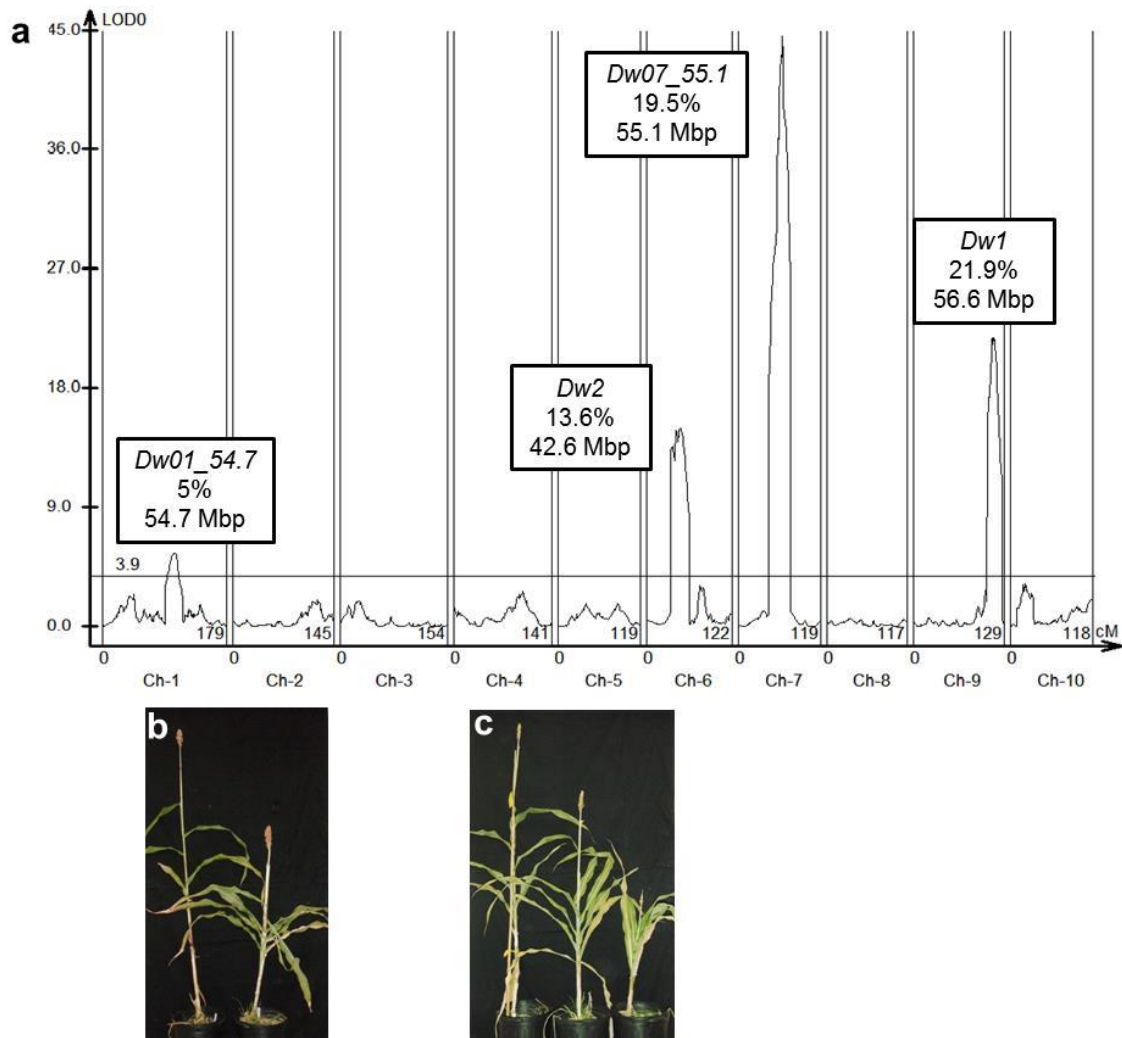 a
LOD0
45.0
36.0
27.0
18.0
9.0
0.0
3.9
Dw01_54.7
5%
54.7 Mbp
Dw2
13.6%
42.6 Mbp
Dw07_55.1
19.5%
55.1 Mbp
Dw1
21.9%
56.6 Mbp
179 145 154 141 119 122 119 117 129 118 cM
0 0 0 0 0 0 0 0 0 0
Ch-1 Ch-2 Ch-3 Ch-4 Ch-5 Ch-6 Ch-7 Ch-8 Ch-9 Ch-10
b
c